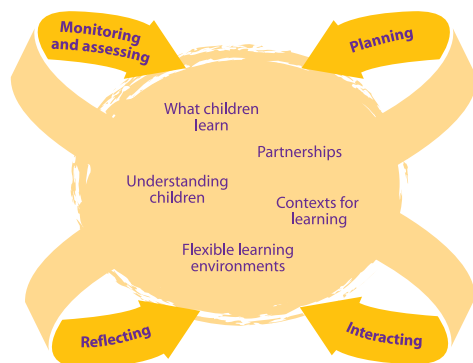 Monitoring
and assessing
Planning
What children
learn
Partnerships
Understanding
children
Contexts for
learning
Flexible learning
environments
Reflecting
Interacting